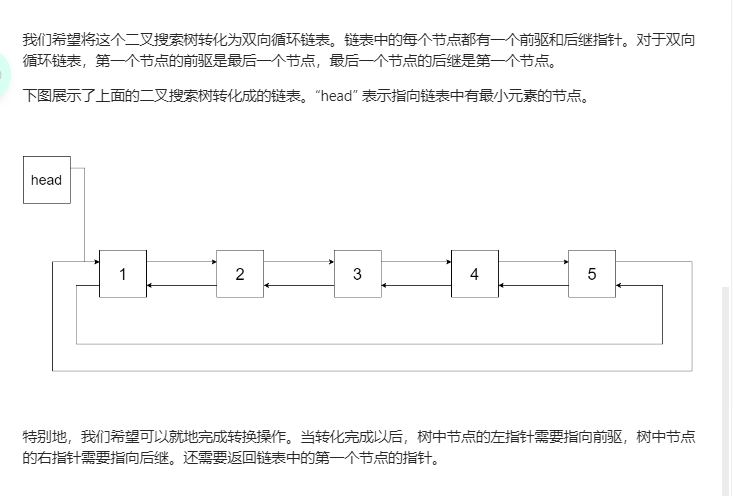 我们希望将这个二叉搜索树转化为双向循环链表。链表中的每个节点都有一个前驱和后继指针。对于双向
循环链表，第一个节点的前驱是最后一个节点，最后一个节点的后继是第一个节点。
下图展示了上面的二叉搜索树转化成的链表。“head” 表示指向链表中有最小元素的节点。
head
1 2 3 4 5
特别地，我们希望可以就地完成转换操作。当转化完成以后，树中节点的左指针需要指向前驱，树中节点
的右指针需要指向后继。还需要返回链表中的第一个节点的指针。